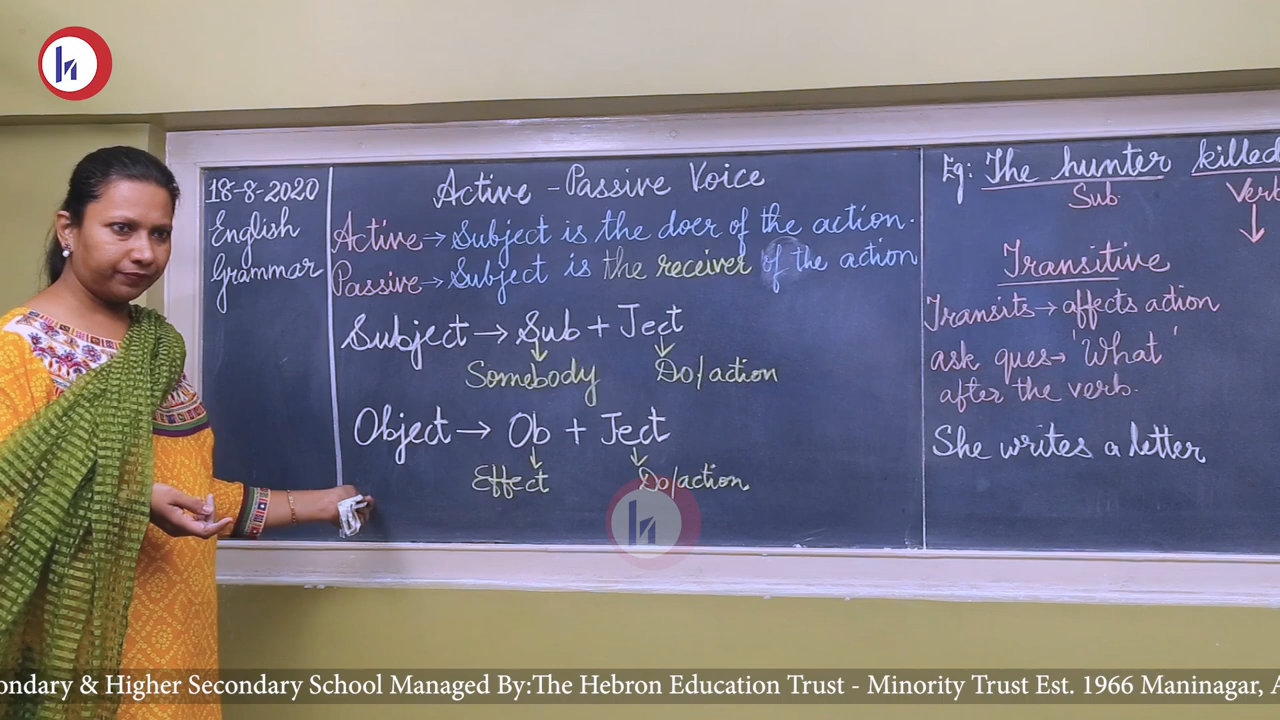 18-8-2020
English
Grammar
Active - Passive Voice
Active → Subject is the doer of the action.
Passive → Subject is the receiver of the action
Subject → Sub + Ject
Somebody Do/action
Object → Ob + Ject
Effect Do/action
Eg: The hunter killed
Sub. Verb
Transitive
Transits → affects action
ask ques → 'What'
after the verb.
She writes a letter
ondary & Higher Secondary School Managed By:The Hebron Education Trust - Minority Trust Est. 1966 Maninagar, A